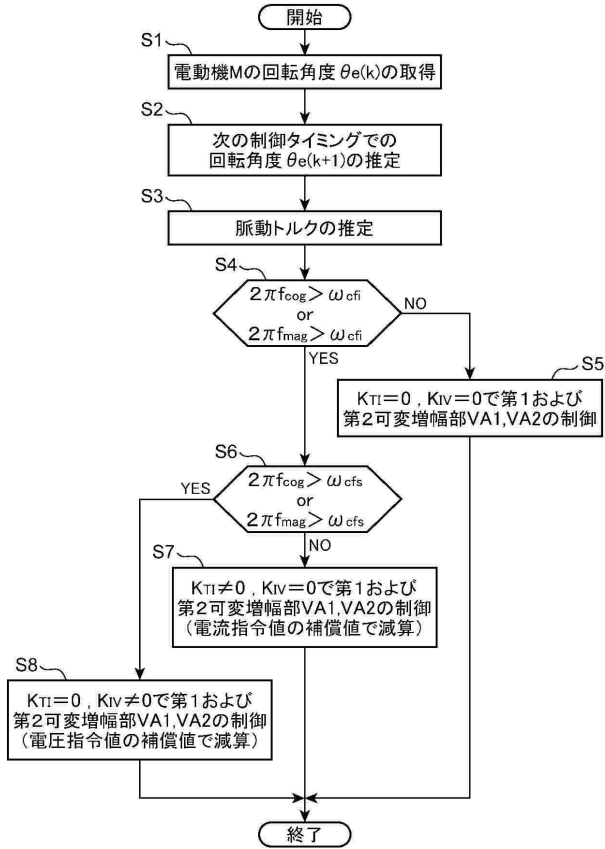 開始
S1
電動機Mの回転角度θe(k)の取得
S2
次の制御タイミングでの
回転角度θe(k+1)の推定
S3
脈動トルクの推定
S4
2πfcog＞ωcfi
or
2πfmag＞ωcfi
NO
YES
S5
KTI=0 , KIV=0で第1および
第2可変増幅部VA1,VA2の制御
S6
2πfcog＞ωcfs
or
2πfmag＞ωcfs
YES
NO
S7
KTI≠0 , KIV=0で第1および
第2可変増幅部VA1,VA2の制御
(電流指令値の補償値で減算)
S8
KTI=0 , KIV≠0で第1および
第2可変増幅部VA1,VA2の制御
(電圧指令値の補償値で減算)
終了